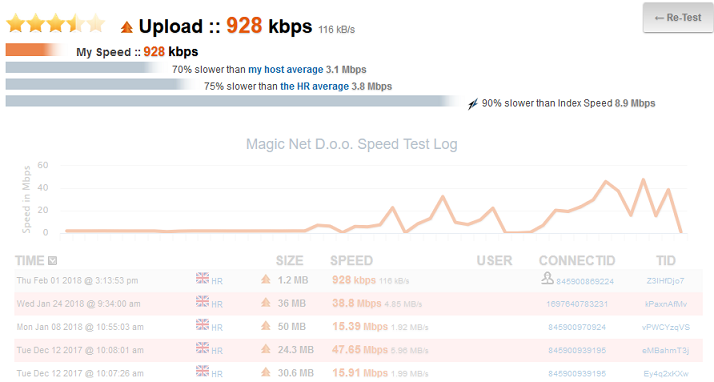 Upload :: 928 kbps 116 kB/s
← Re-Test
My Speed :: 928 kbps
70% slower than my host average 3.1 Mbps
75% slower than the HR average 3.8 Mbps
90% slower than Index Speed 8.9 Mbps
Magic Net D.o.o. Speed Test Log
Speed in Mbps
60
40
20
0
TIME SIZE SPEED USER CONNECTID TID
Thu Feb 01 2018 @ 3:13:53 pm HR 1.2 MB 928 kbps 116 kB/s 845900869224 Z3IHfDjo7
Wed Jan 24 2018 @ 9:34:00 am HR 36 MB 38.8 Mbps 4.85 MB/s 1697640783231 kPaxnAfMv
Mon Jan 08 2018 @ 10:55:03 am HR 50 MB 15.39 Mbps 1.92 MB/s 845900970924 vPWCYzqVS
Tue Dec 12 2017 @ 10:08:01 am HR 24.3 MB 47.65 Mbps 5.96 MB/s 845900939195 eMBahmT3j
Tue Dec 12 2017 @ 10:07:26 am HR 30.6 MB 15.91 Mbps 1.99 MB/s 845900939195 Ey4q2xKXw